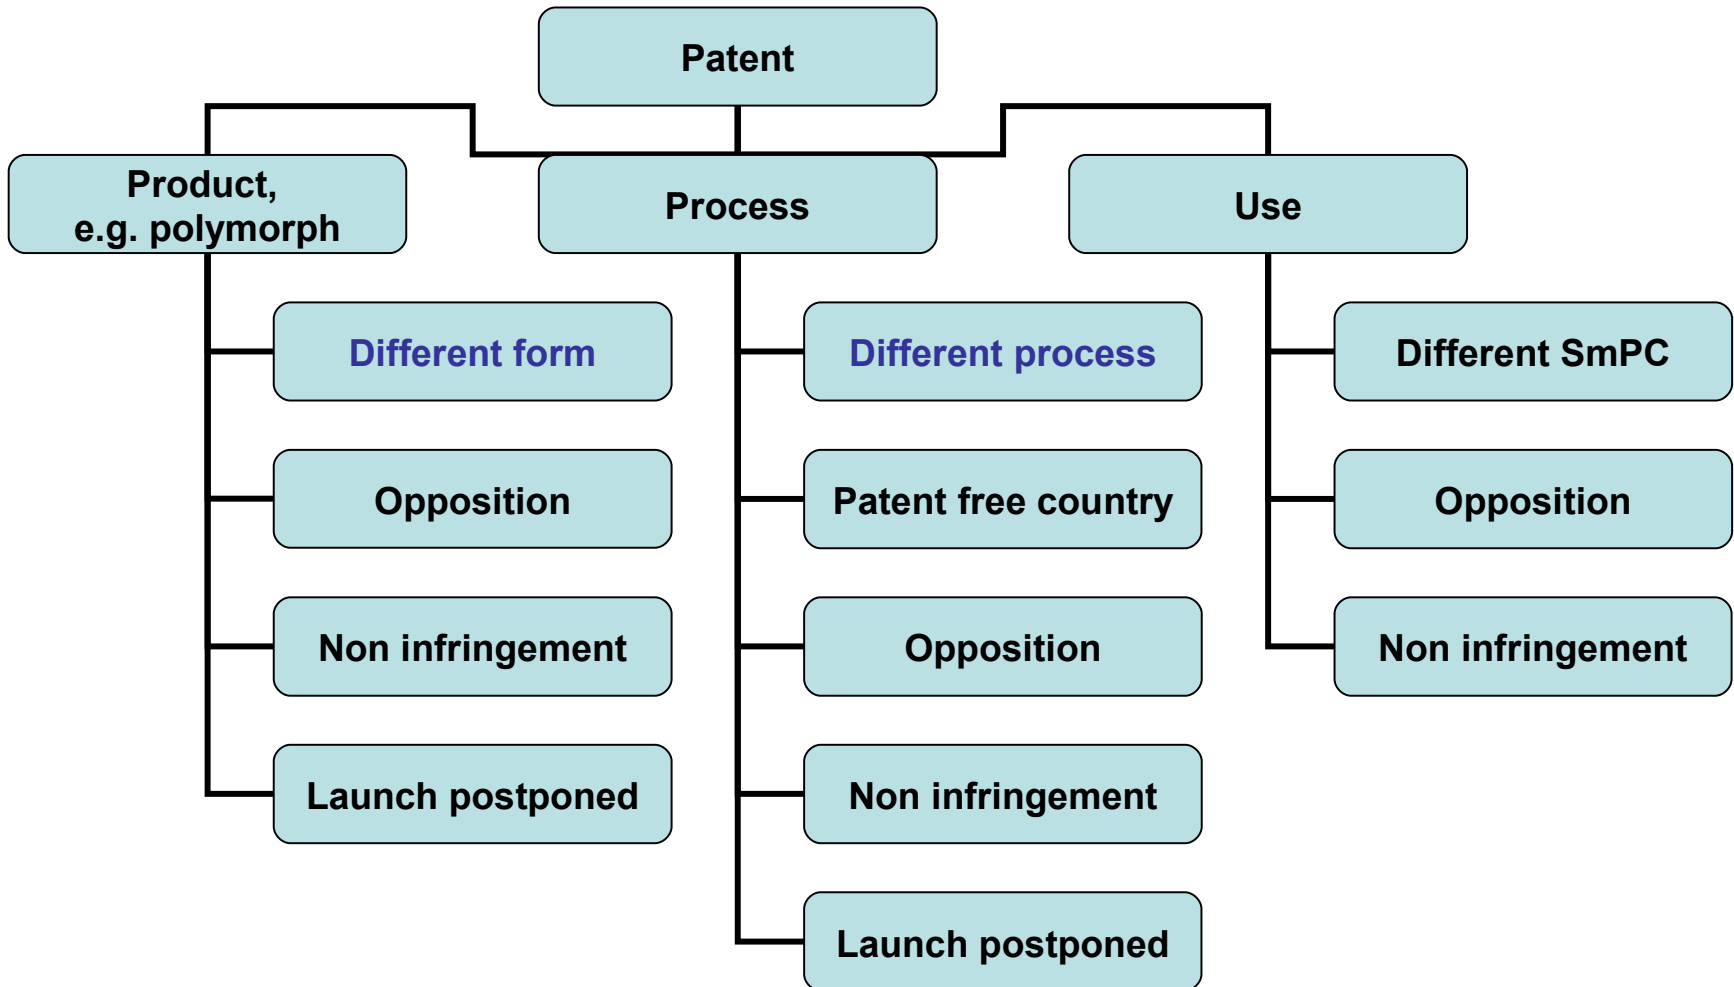 Patent
Product,
e.g. polymorph
Process
Use
Different form
Different process
Different SmPC
Opposition
Patent free country
Opposition
Non infringement
Opposition
Non infringement
Launch postponed
Non infringement
Launch postponed